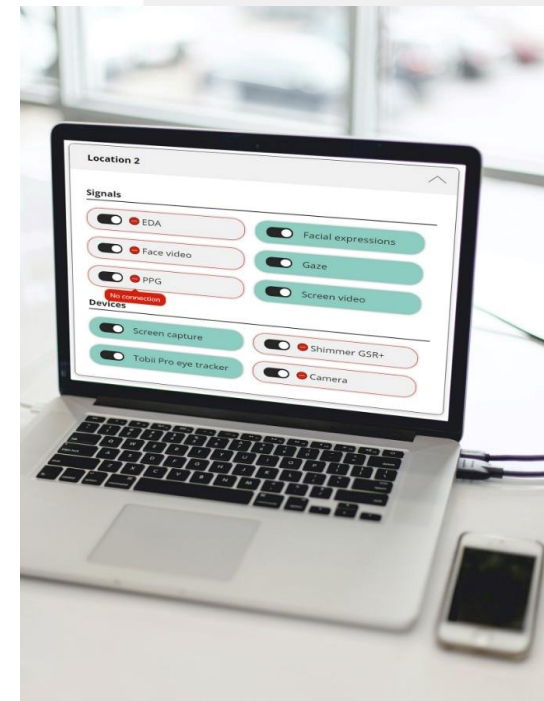 Location 2
Signals
EDA
Facial expressions
Face video
Gaze
PPG
Screen video
No connection
Devices
Screen capture
Shimmer GSR+
Tobii Pro eye tracker
Camera